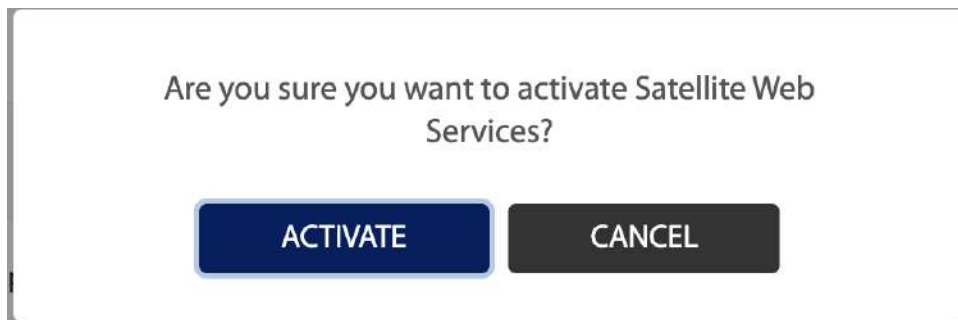 Are you sure you want to activate Satellite Web
Services?
ACTIVATE
CANCEL